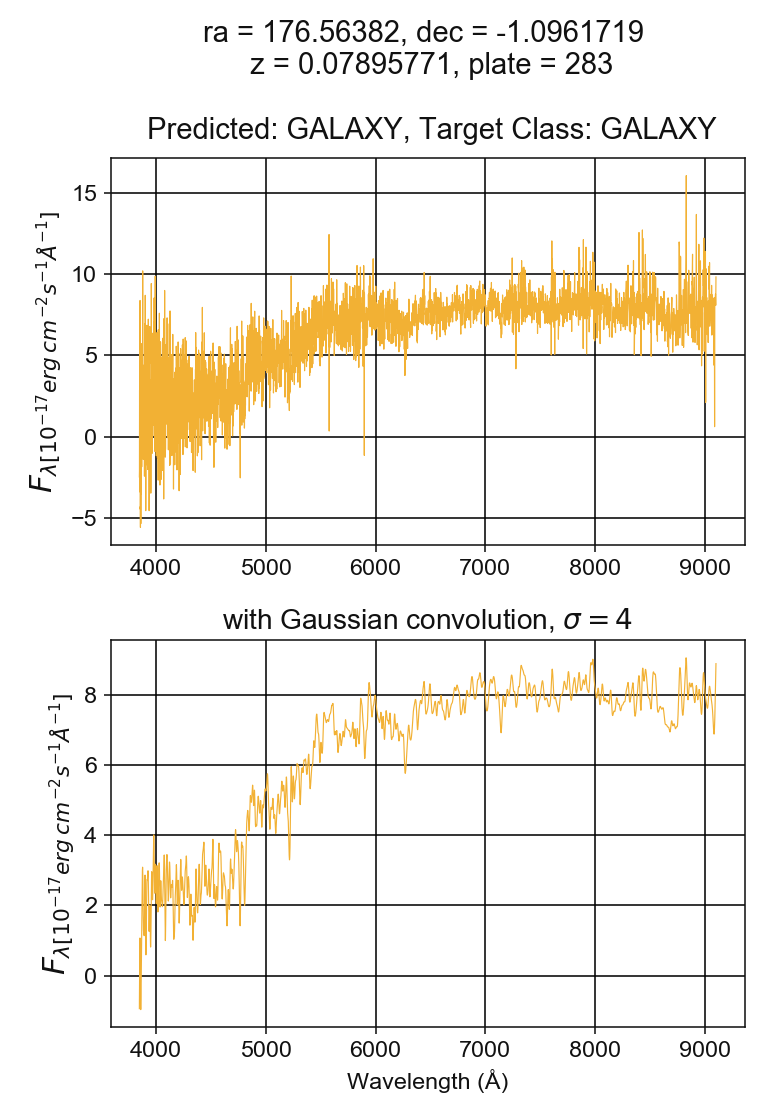 ra = 176.56382, dec = -1.0961719
z = 0.07895771, plate = 283
Predicted: GALAXY, Target Class: GALAXY
15
10
5
0
−5
F_λ[10^{−17} erg cm^{−2} s^{−1} Å^{−1}]
4000 5000 6000 7000 8000 9000
with Gaussian convolution, σ = 4
8
6
4
2
0
F_λ[10^{−17} erg cm^{−2} s^{−1} Å^{−1}]
4000 5000 6000 7000 8000 9000
Wavelength (Å)